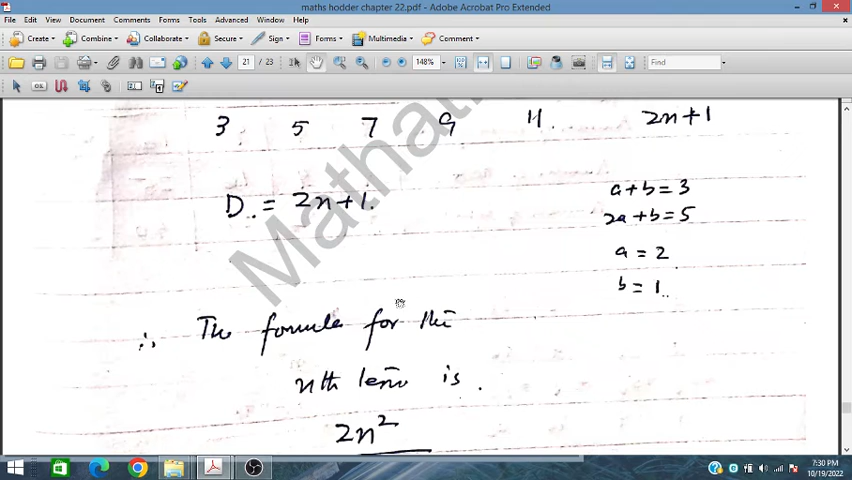 maths hodder chapter 22.pdf - Adobe Acrobat Pro Extended
File Edit View Document Comments Forms Tools Advanced Window Help
Create Combine Collaborate Secure Sign Forms Multimedia Comment
21 / 23 148% Find
3 5 7 9 11. 2n+1
a+b=3
D.. = 2n+1.
2a+b=5
a = 2
b = 1..
∴ The formula for the
nth term is.
2n²
7:30 PM
10/19/2022